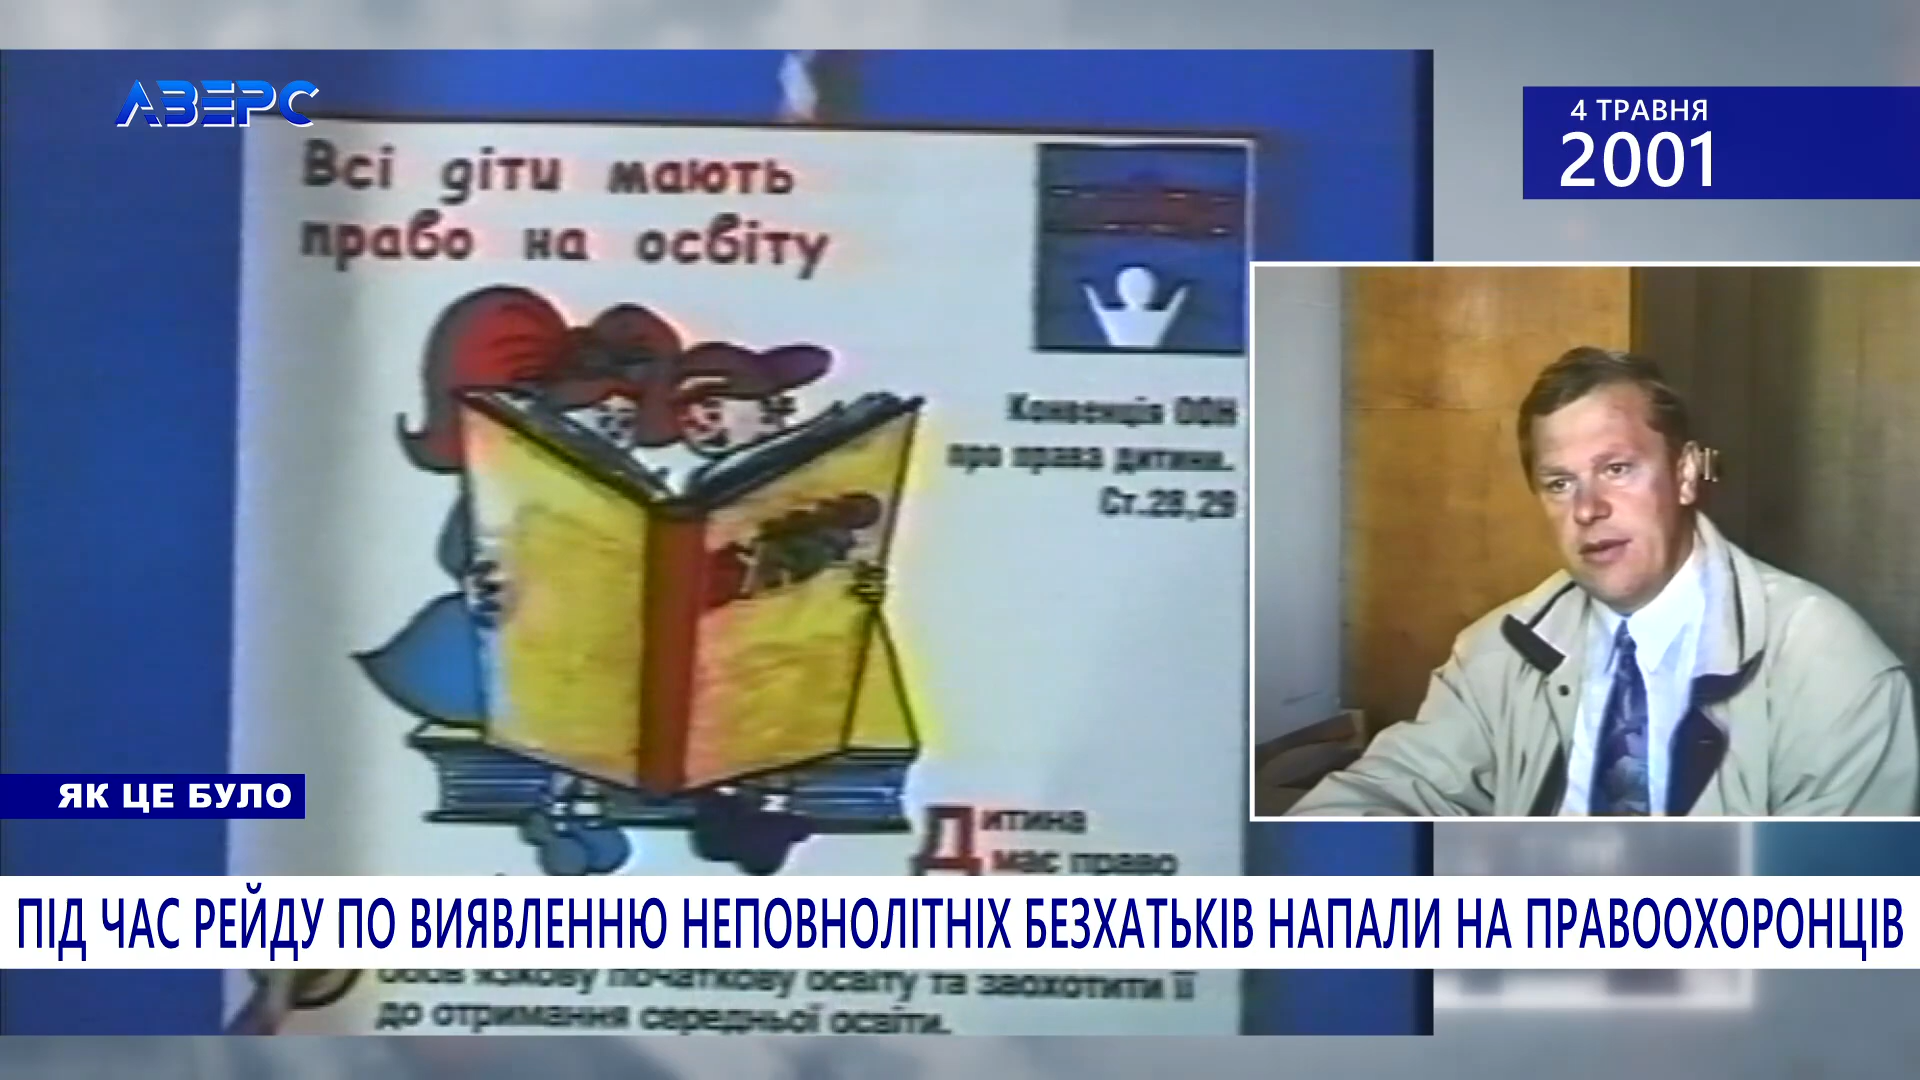 АВЕРС
4 ТРАВНЯ
2001
Всі діти мають
право на освіту
Конвенція ООН
про права дитини.
Ст.28,29
Дитина
має право
ЯК ЦЕ БУЛО
ПІД ЧАС РЕЙДУ ПО ВИЯВЛЕННЮ НЕПОВНОЛІТНІХ БЕЗХАТЬКІВ НАПАЛИ НА ПРАВООХОРОНЦІВ
обов'язкову початкову освіту та заохотити її
до отримання середньої освіти.